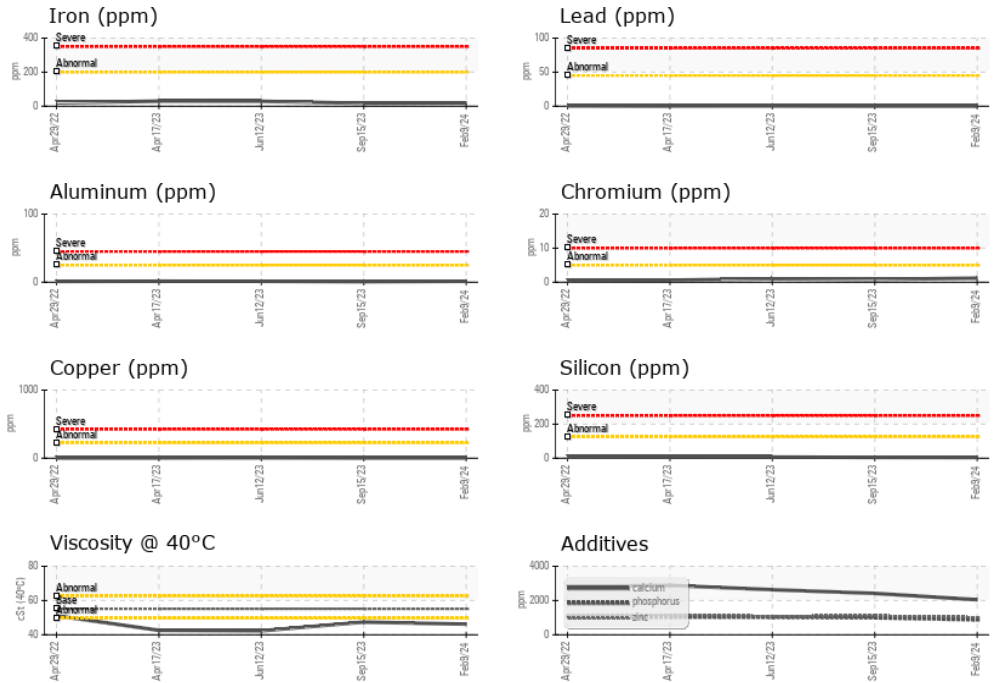 Iron (ppm)
400
200
0
ppm
Severe
Abnormal
Apr29/22
Apr17/23
Jun12/23
Sep15/23
Feb9/24
Lead (ppm)
100
50
0
ppm
Severe
Abnormal
Apr29/22
Apr17/23
Jun12/23
Sep15/23
Feb9/24
Aluminum (ppm)
100
50
0
ppm
Severe
Abnormal
Apr29/22
Apr17/23
Jun12/23
Sep15/23
Feb9/24
Chromium (ppm)
20
10
0
ppm
Severe
Abnormal
Apr29/22
Apr17/23
Jun12/23
Sep15/23
Feb9/24
Copper (ppm)
1000
0
ppm
Severe
Abnormal
Apr29/22
Apr17/23
Jun12/23
Sep15/23
Feb9/24
Silicon (ppm)
400
200
0
ppm
Severe
Abnormal
Apr29/22
Apr17/23
Jun12/23
Sep15/23
Feb9/24
Viscosity @ 40°C
80
60
40
cSt (40°C)
Abnormal
Base
Abnormal
Apr29/22
Apr17/23
Jun12/23
Sep15/23
Feb9/24
Additives
4000
2000
0
ppm
calcium
phosphorus
zinc
Apr29/22
Apr17/23
Jun12/23
Sep15/23
Feb9/24